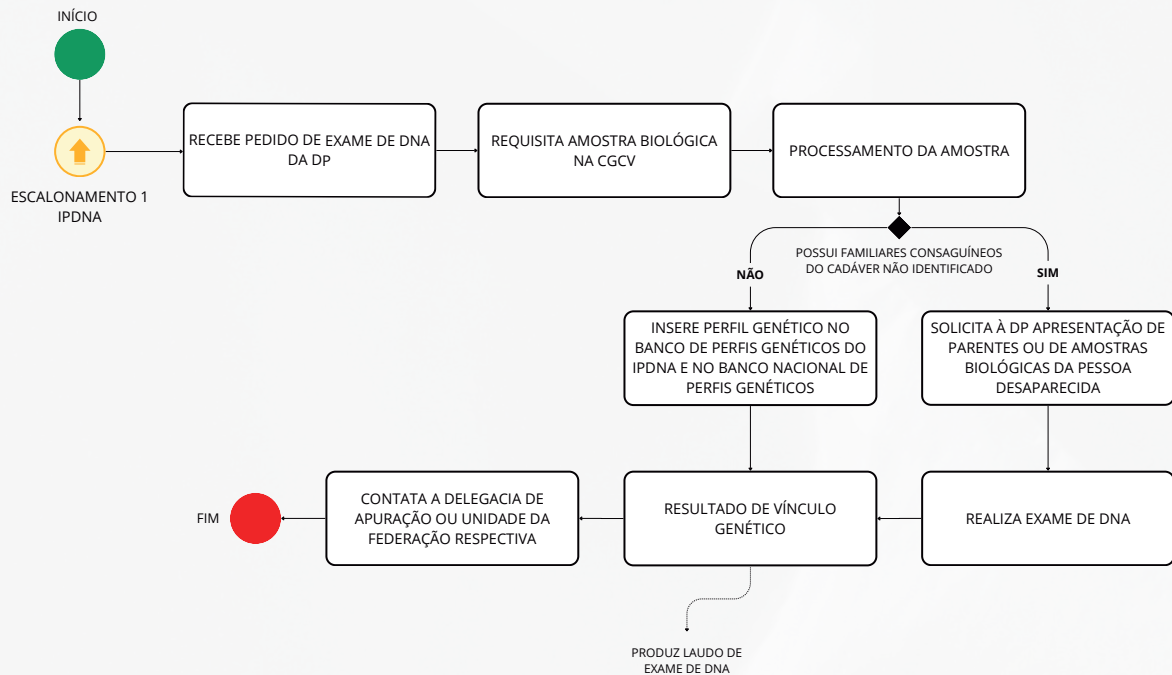 INÍCIO
ESCALONAMENTO 1
IPDNA
RECEBE PEDIDO DE EXAME DE DNA
DA DP
REQUISITA AMOSTRA BIOLÓGICA
NA CGCV
PROCESSAMENTO DA AMOSTRA
POSSUI FAMILIARES CONSAGUÍNEOS
DO CADÁVER NÃO IDENTIFICADO
NÃO
SIM
INSERE PERFIL GENÉTICO NO
BANCO DE PERFIS GENÉTICOS DO
IPDNA E NO BANCO NACIONAL DE
PERFIS GENÉTICOS
SOLICITA À DP APRESENTAÇÃO DE
PARENTES OU DE AMOSTRAS
BIOLÓGICAS DA PESSOA
DESAPARECIDA
REALIZA EXAME DE DNA
RESULTADO DE VÍNCULO
GENÉTICO
CONTATA A DELEGACIA DE
APURAÇÃO OU UNIDADE DA
FEDERAÇÃO RESPECTIVA
FIM
PRODUZ LAUDO DE
EXAME DE DNA